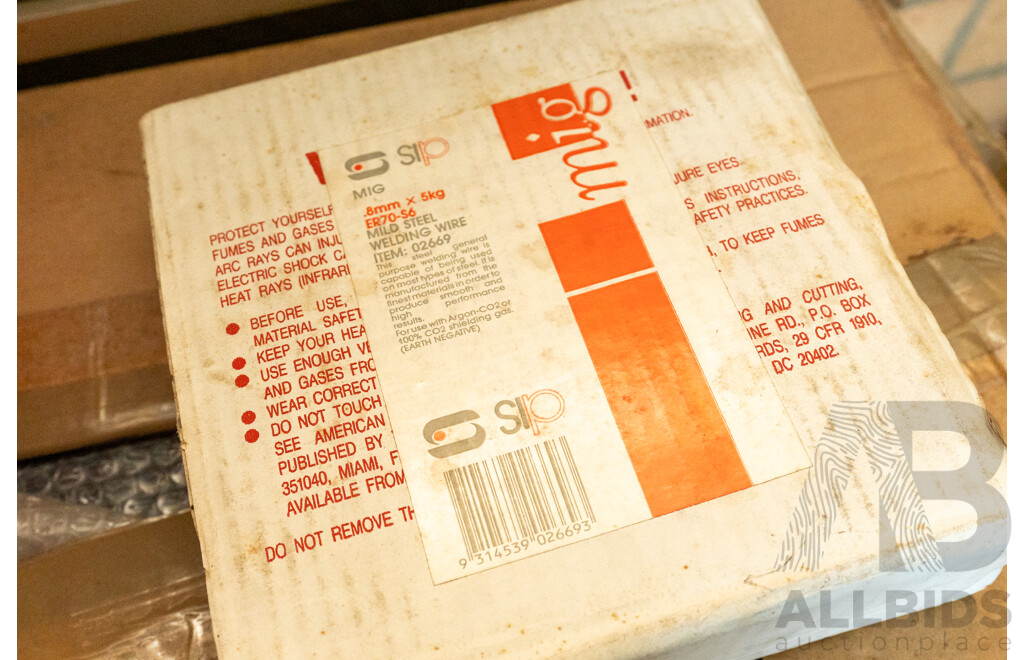 mig
SIP
MIG
.8mm × 5kg
ER70-S6
MILD STEEL
WELDING WIRE
ITEM: 02669
This steel general
purpose welding wire is
capable of being used
on most types of steel. It is
manufactured from the
finest materials in order to
produce smooth and
high performance
results.
For use with Argon-CO2 or
100% CO2 shielding gas.
(EARTH NEGATIVE)
SIP
9 314539 026693
!
MATION.
PROTECT YOURSELF
FUMES AND GASES
ARC RAYS CAN INJU
ELECTRIC SHOCK CA
HEAT RAYS (INFRARE
JURE EYES.
● BEFORE USE,
MATERIAL SAFET
● KEEP YOUR HEA
● USE ENOUGH VE
AND GASES FRO
● WEAR CORRECT
● DO NOT TOUCH
SEE AMERICAN
PUBLISHED BY
351040, MIAMI, F
AVAILABLE FROM
S INSTRUCTIONS,
AFETY PRACTICES.
, TO KEEP FUMES
G AND CUTTING,
NE RD., P.O. BOX
RDS, 29 CFR 1910,
DC 20402.
DO NOT REMOVE TH
AB
ALLBIDS
auctionplace